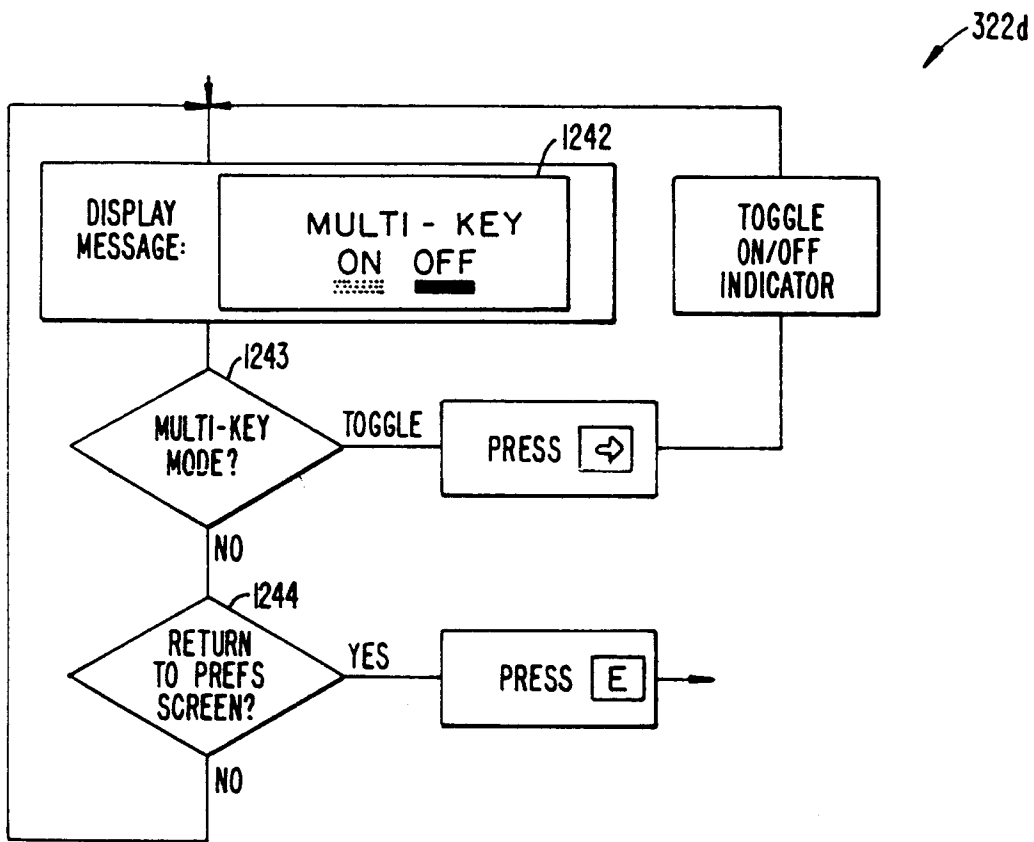 322d
1242
DISPLAY
MESSAGE:
MULTI - KEY
ON OFF
TOGGLE
ON/OFF
INDICATOR
1243
MULTI-KEY
MODE?
TOGGLE
PRESS
NO
1244
RETURN
TO PREFS
SCREEN?
YES
PRESS E
NO